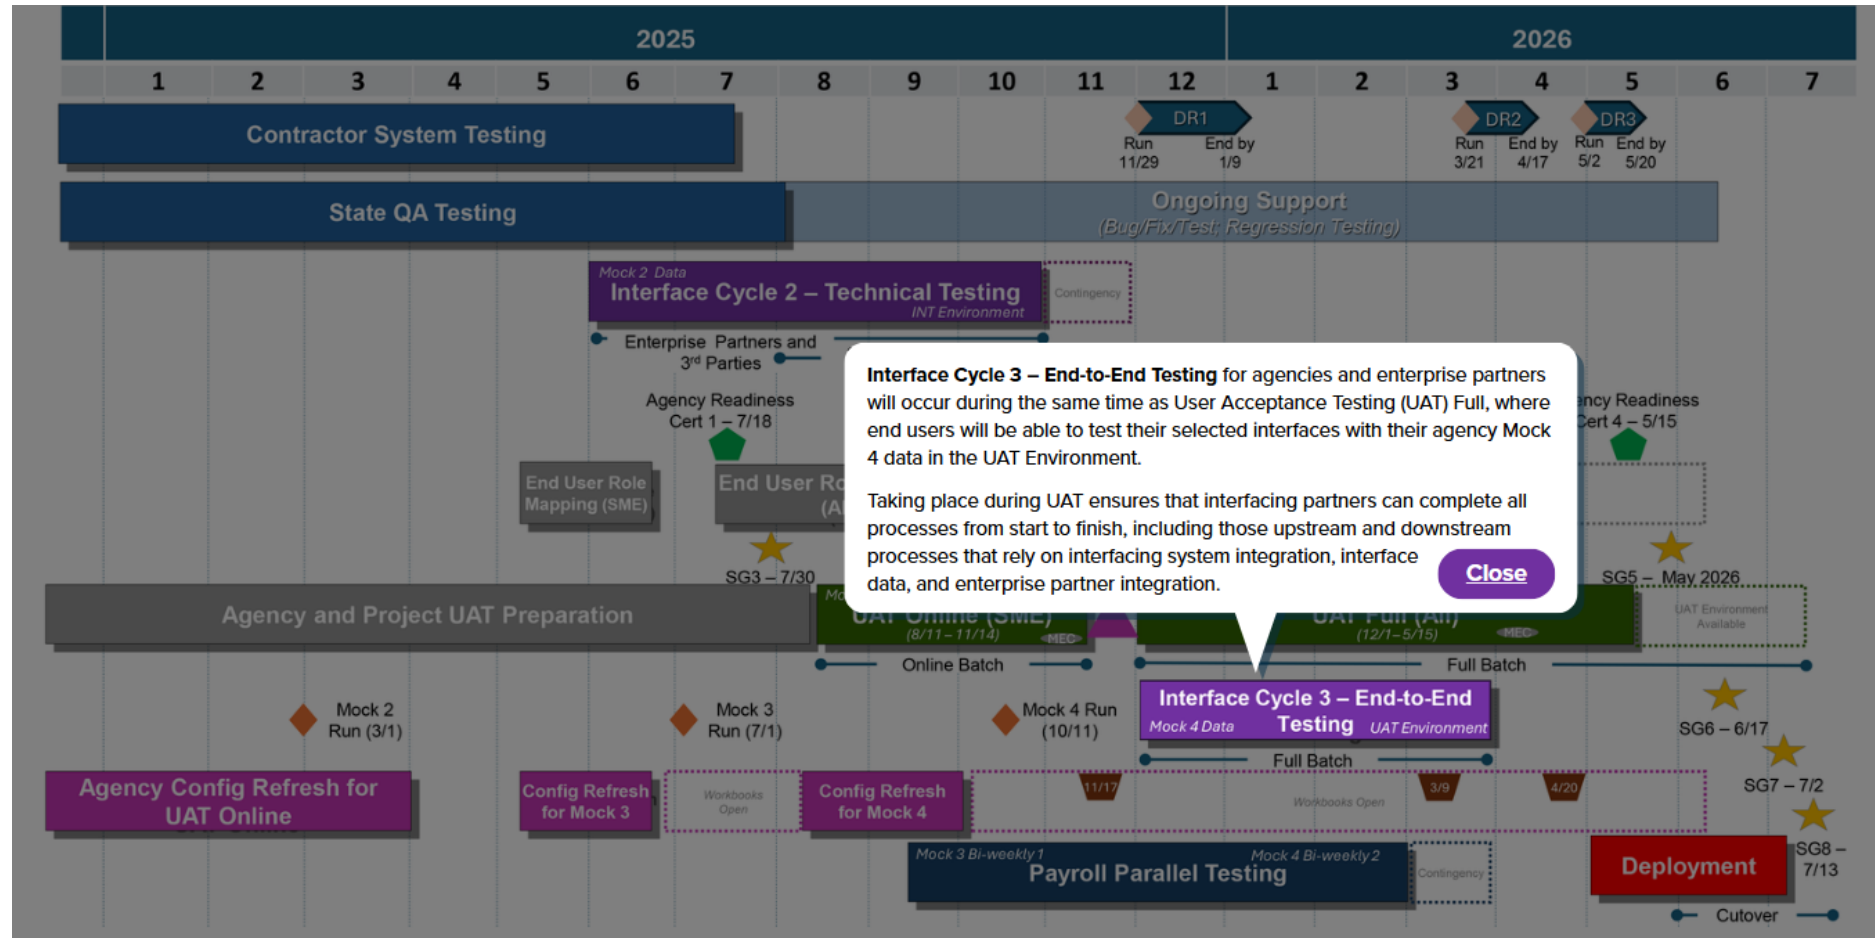 2025
2026
1 2 3 4 5 6 7 8 9 10 11 12 1 2 3 4 5 6 7
Contractor System Testing
DR1
Run
11/29
End by
1/9
DR2
Run
3/21
End by
4/17
DR3
Run
5/2
End by
5/20
State QA Testing
Ongoing Support
(Bug/Fix/Test; Regression Testing)
Mock 2 Data
Interface Cycle 2 – Technical Testing
INT Environment
Contingency
Enterprise Partners and
3rd Parties
Interface Cycle 3 – End-to-End Testing for agencies and enterprise partners
will occur during the same time as User Acceptance Testing (UAT) Full, where
end users will be able to test their selected interfaces with their agency Mock
4 data in the UAT Environment.
Taking place during UAT ensures that interfacing partners can complete all
processes from start to finish, including those upstream and downstream
processes that rely on interfacing system integration, interface
data, and enterprise partner integration.
Close
Agency Readiness
Cert 1 – 7/18
Readiness
Cert 4 – 5/15
End User Role
Mapping (SME)
End User
SG3 – 7/30
SG5 – May 2026
Agency and Project UAT Preparation
UAT Online (SME)
(8/11 – 11/14)
MEC
UAT Full (All)
(12/1 – 5/15)
MEC
UAT Environment
Available
Online Batch
Full Batch
Mock 2
Run (3/1)
Mock 3
Run (7/1)
Mock 4 Run
(10/11)
Interface Cycle 3 – End-to-End
Mock 4 Data Testing UAT Environment
Full Batch
SG6 – 6/17
SG7 – 7/2
SG8 –
7/13
Agency Config Refresh for
UAT Online
Config Refresh
for Mock 3
Workbooks
Open
Config Refresh
for Mock 4
11/17
Workbooks Open
3/9
4/20
Mock 3 Bi-weekly 1
Mock 4 Bi-weekly 2
Payroll Parallel Testing
Contingency
Deployment
Cutover